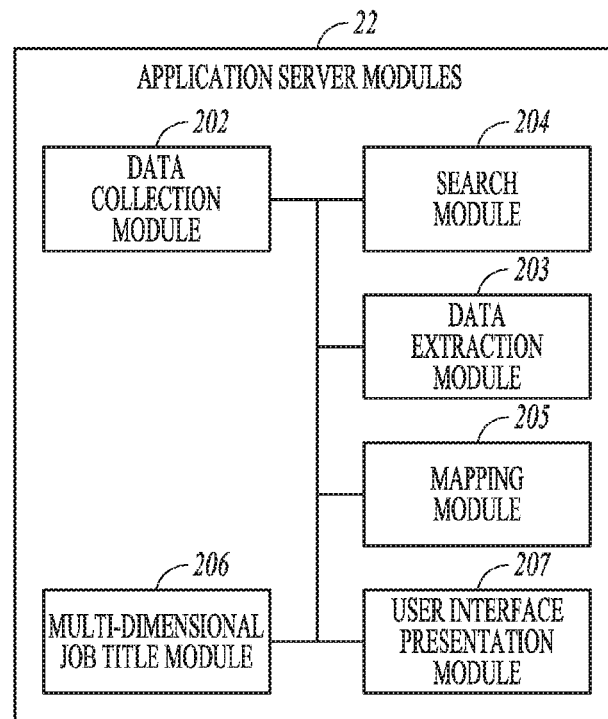 22
APPLICATION SERVER MODULES
202
DATA
COLLECTION
MODULE
204
SEARCH
MODULE
203
DATA
EXTRACTION
MODULE
205
MAPPING
MODULE
206
MULTI-DIMENSIONAL
JOB TITLE MODULE
207
USER INTERFACE
PRESENTATION
MODULE